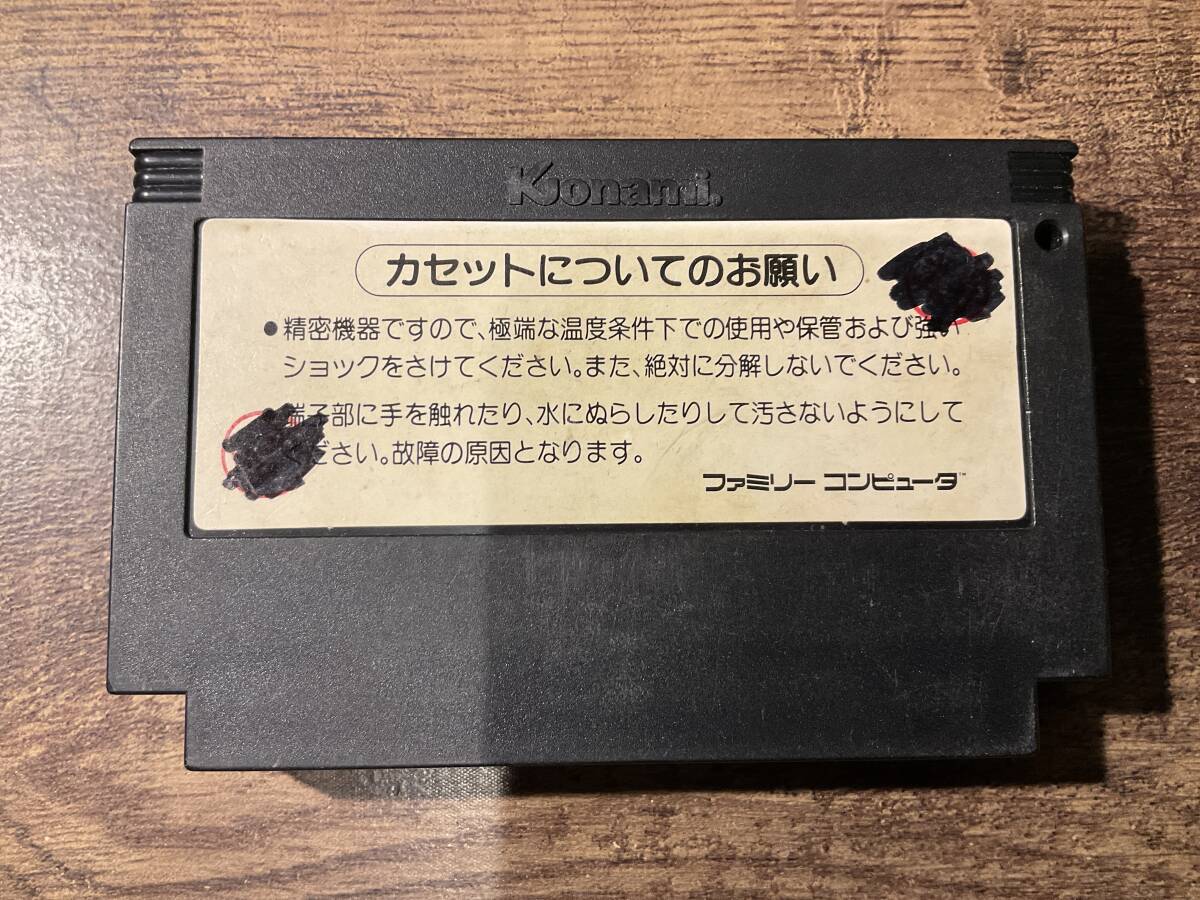 Konami®
カセットについてのお願い
●精密機器ですので、極端な温度条件下での使用や保管および強い
ショックをさけてください。また、絶対に分解しないでください。
端子部に手を触れたり、水にぬらしたりして汚さないようにして
ださい。故障の原因となります。
ファミリー コンピュータ™